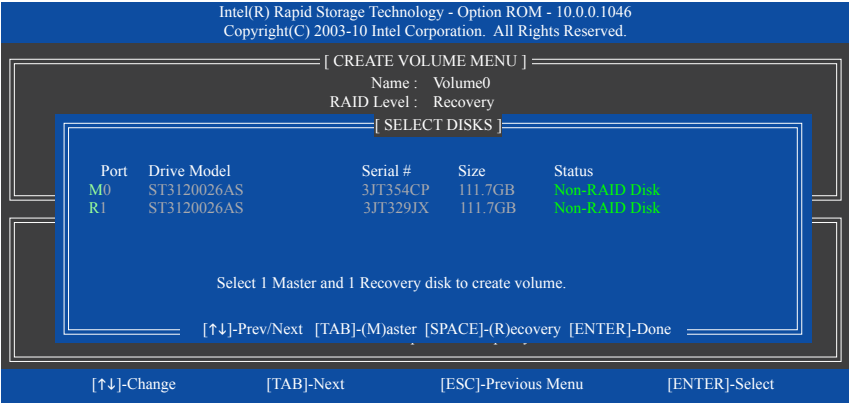 Intel(R) Rapid Storage Technology - Option ROM - 10.0.0.1046
Copyright(C) 2003-10 Intel Corporation. All Rights Reserved.
[ CREATE VOLUME MENU ]
Name : Volume0
RAID Level : Recovery
[ SELECT DISKS ]
Port Drive Model Serial # Size Status
M0 ST3120026AS 3JT354CP 111.7GB Non-RAID Disk
R1 ST3120026AS 3JT329JX 111.7GB Non-RAID Disk
Select 1 Master and 1 Recovery disk to create volume.
[↑↓]-Prev/Next [TAB]-(M)aster [SPACE]-(R)ecovery [ENTER]-Done
[↑↓]-Change [TAB]-Next [ESC]-Previous Menu [ENTER]-Select